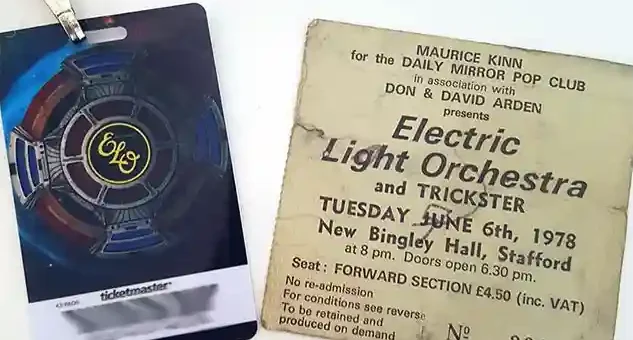 ELO
ticketmaster®
MAURICE KINN
for the DAILY MIRROR POP CLUB
in association with
DON & DAVID ARDEN
presents
Electric
Light Orchestra
and TRICKSTER
TUESDAY JUNE 6th, 1978
New Bingley Hall, Stafford
at 8 pm. Doors open 6.30 pm.
Seat: FORWARD SECTION £4.50 (inc. VAT)
No re-admission
For conditions see reverse
To be retained and
produced on demand
Nº